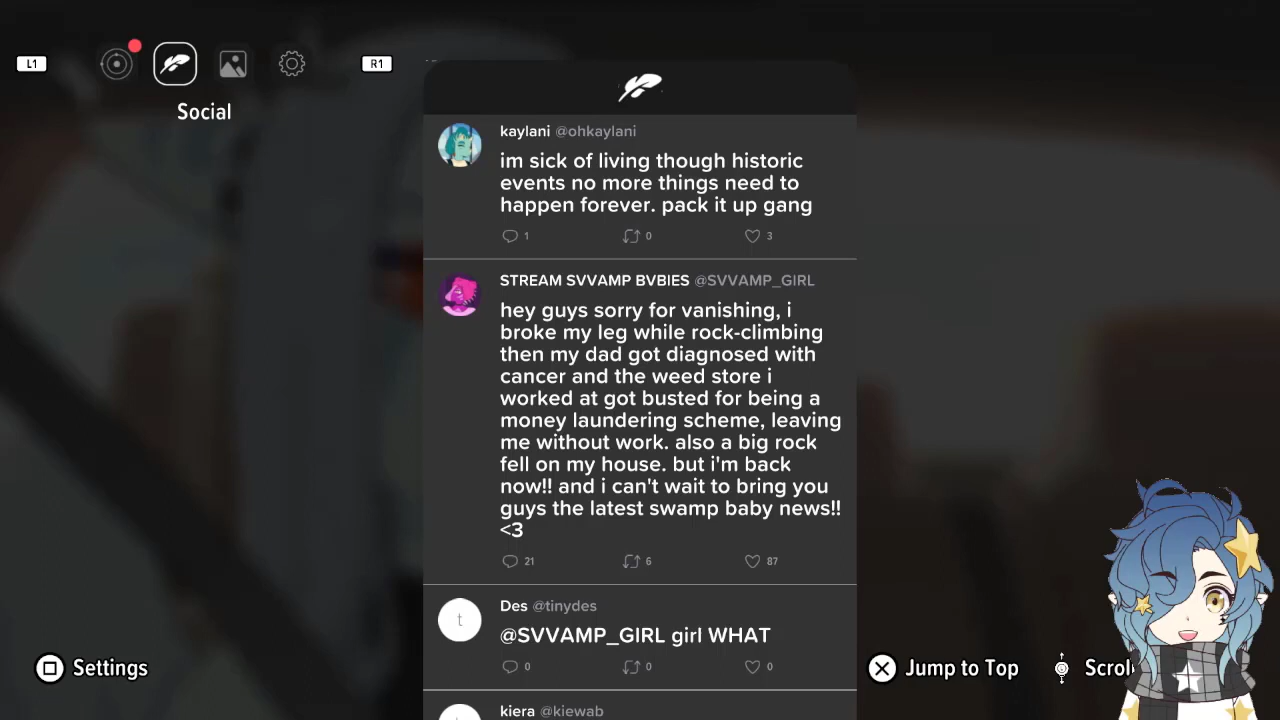 L1
R1
Social
kaylani @ohkaylani
im sick of living though historic
events no more things need to
happen forever. pack it up gang
1 0 3
STREAM SVVAMP BVBIES @SVVAMP_GIRL
hey guys sorry for vanishing, i
broke my leg while rock-climbing
then my dad got diagnosed with
cancer and the weed store i
worked at got busted for being a
money laundering scheme, leaving
me without work. also a big rock
fell on my house. but i'm back
now!! and i can't wait to bring you
guys the latest swamp baby news!!
<3
21 6 87
t
Des @tinydes
@SVVAMP_GIRL girl WHAT
0 0 0
kiera @kiewab
Settings
Jump to Top
Scroll